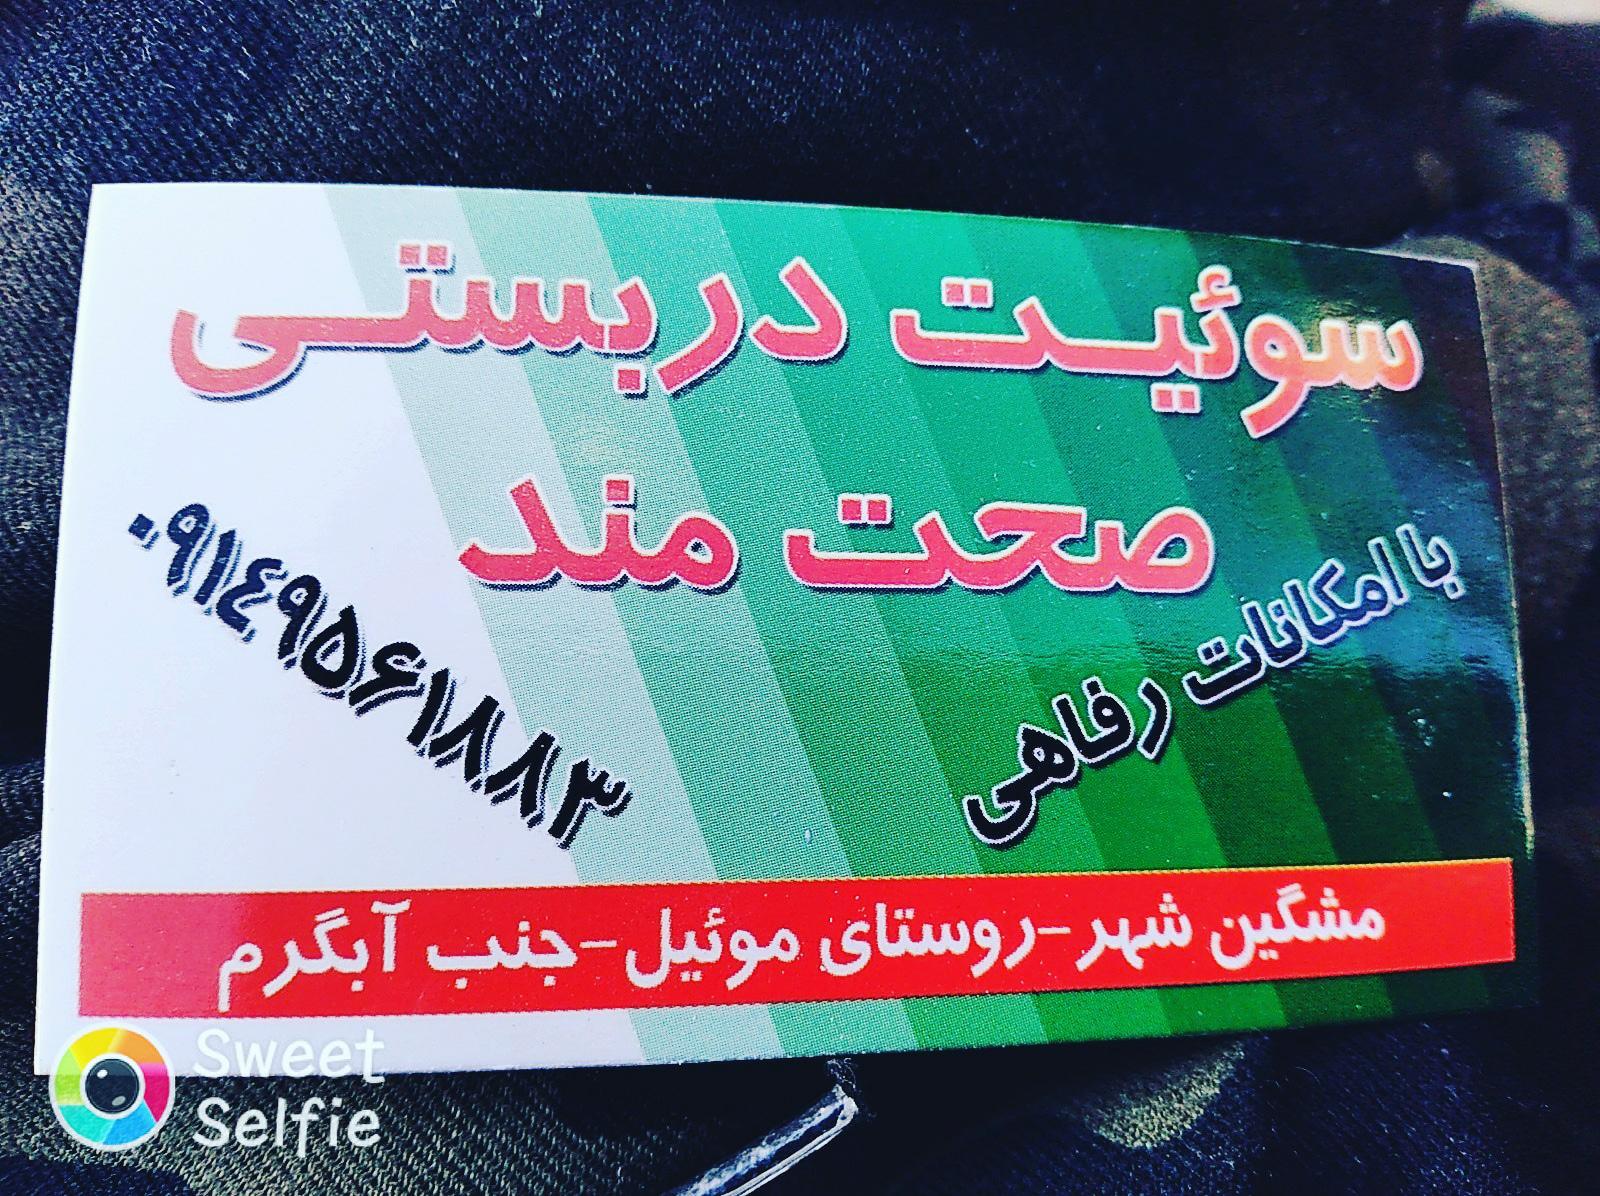 سوئیت دربستی
صحت مند
با امکانات رفاهی
۰۹۱۴۹۵۶۱۸۸۳
مشگین شهر-روستای موئیل-جنب آبگرم
Sweet
Selfie